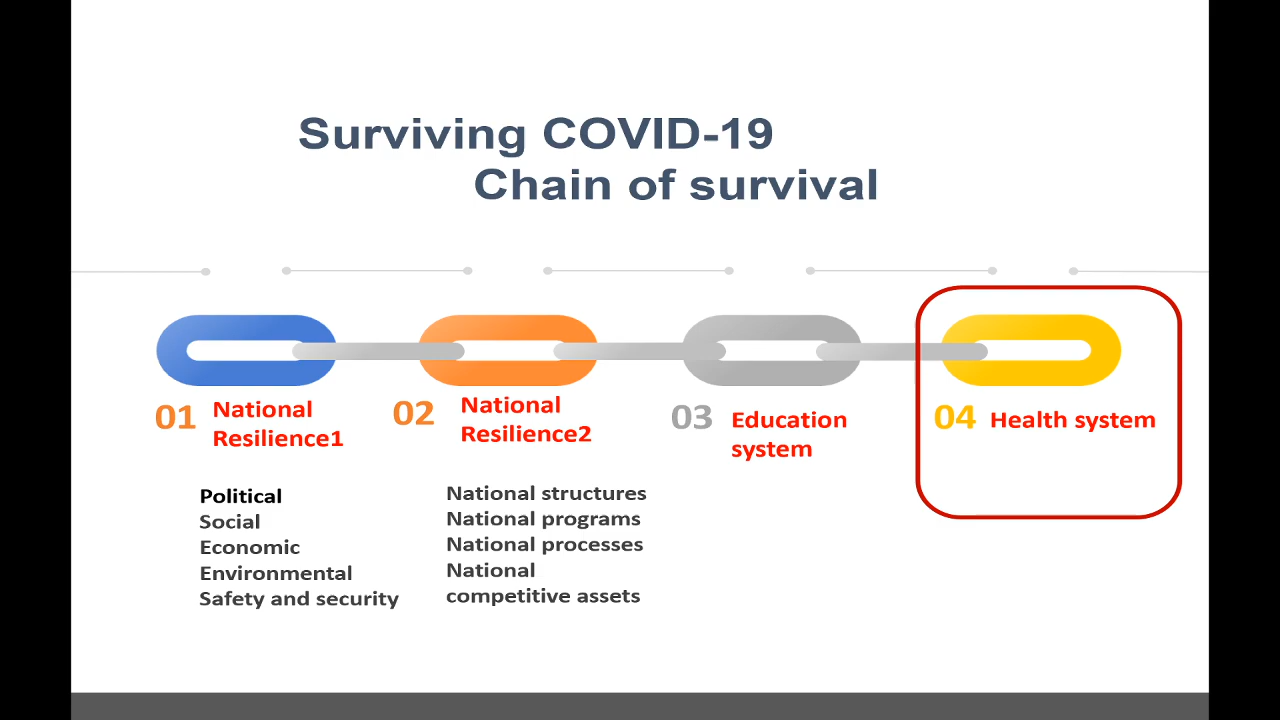 Surviving COVID-19
Chain of survival
01
National
Resilience1
Political
Social
Economic
Environmental
Safety and security
02
National
Resilience2
National structures
National programs
National processes
National
competitive assets
03
Education
system
04
Health system